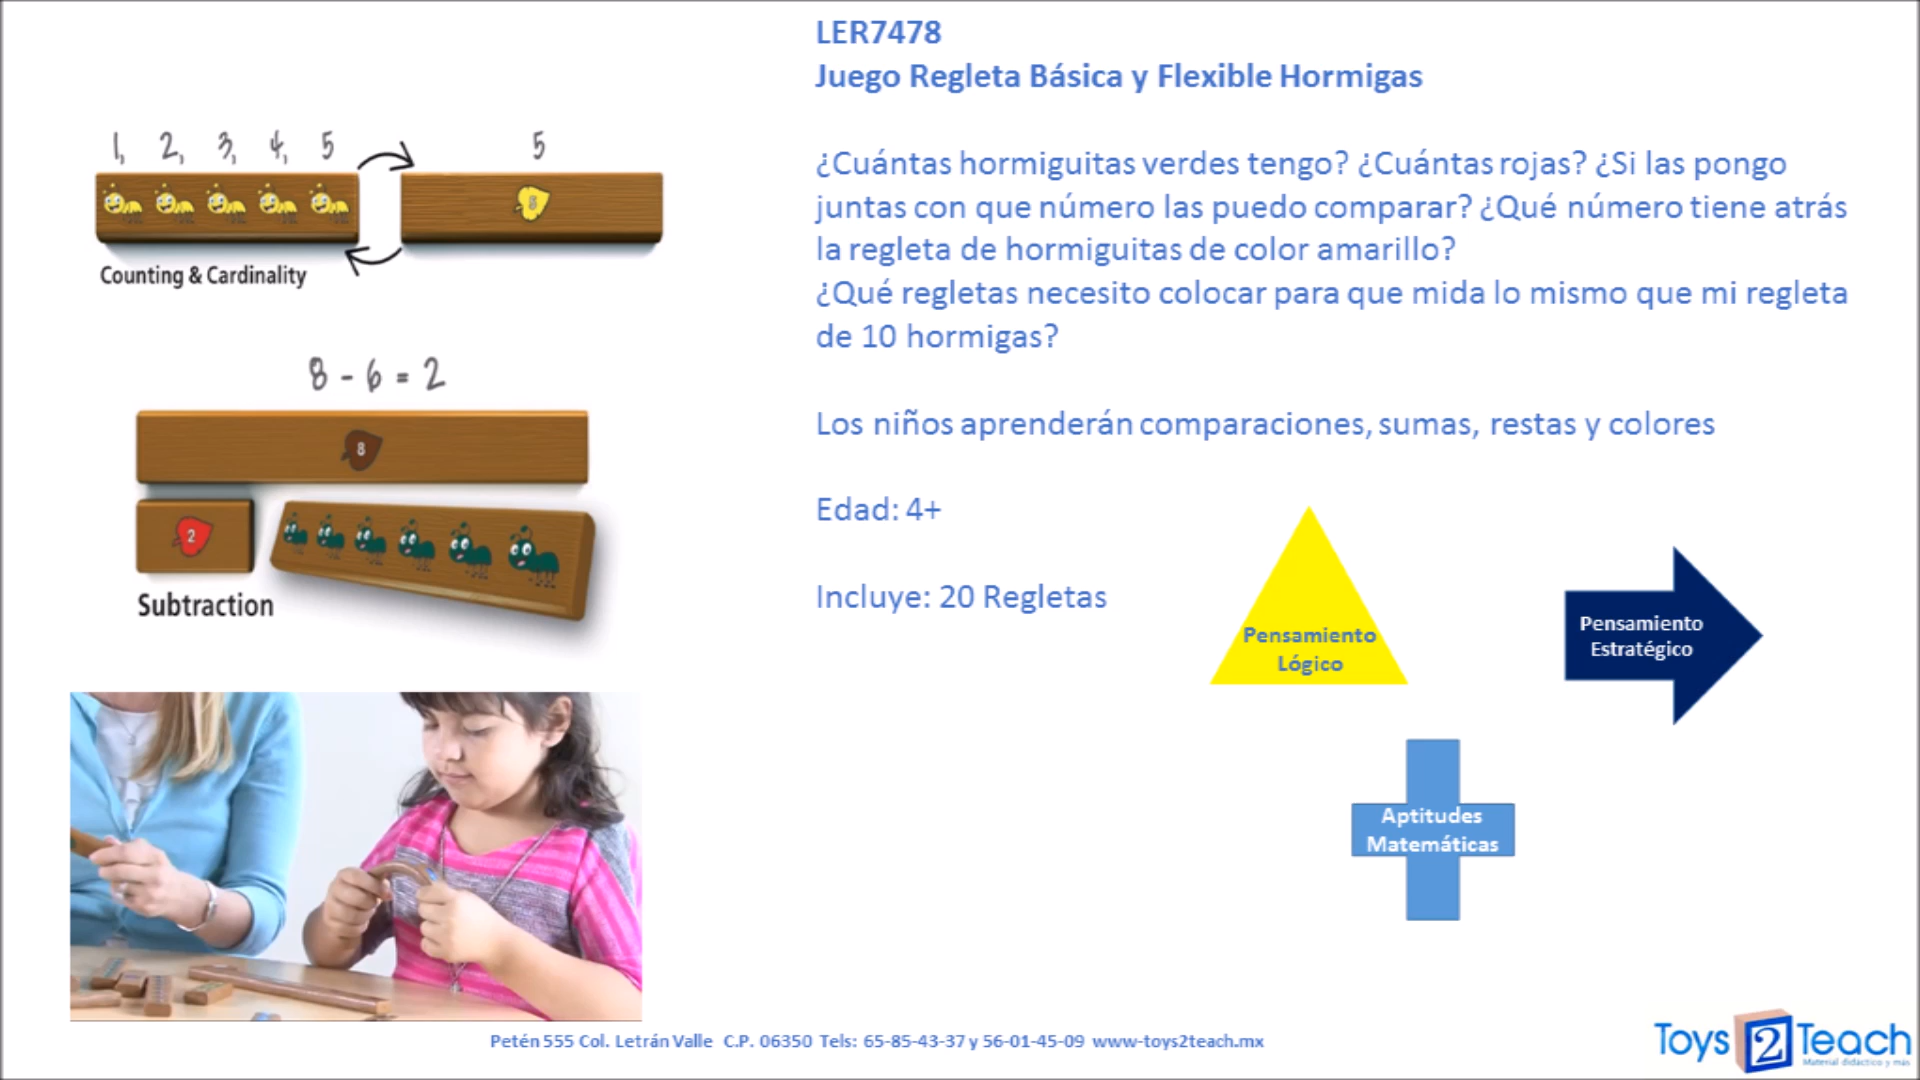 LER7478
Juego Regleta Básica y Flexible Hormigas
1, 2, 3, 4, 5
5
5
Counting & Cardinality
¿Cuántas hormiguitas verdes tengo? ¿Cuántas rojas? ¿Si las pongo
juntas con que número las puedo comparar? ¿Qué número tiene atrás
la regleta de hormiguitas de color amarillo?
¿Qué regletas necesito colocar para que mida lo mismo que mi regleta
de 10 hormigas?
8 - 6 = 2
8
2
Subtraction
Los niños aprenderán comparaciones, sumas, restas y colores
Edad: 4+
Incluye: 20 Regletas
Pensamiento
Lógico
Pensamiento
Estratégico
Aptitudes
Matemáticas
Petén 555 Col. Letrán Valle C.P. 06350 Tels: 65-85-43-37 y 56-01-45-09 www-toys2teach.mx
Toys 2 Teach
Material didáctico y más